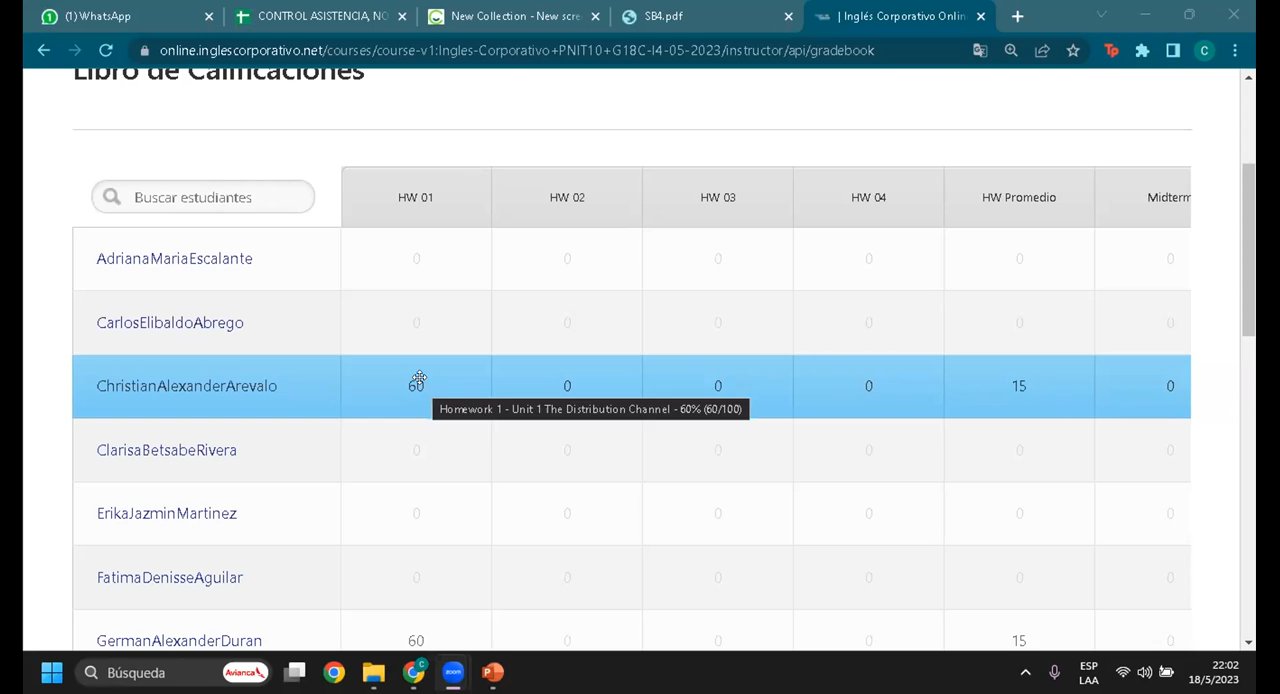 (1) WhatsApp
CONTROL ASISTENCIA, NO
New Collection - New scre
SB4.pdf
| Inglés Corporativo Onlin
online.inglescorporativo.net/courses/course-v1:Ingles-Corporativo+PNIT10+G18C-I4-05-2023/instructor/api/gradebook
Libro de Calificaciones
Buscar estudiantes
HW 01
HW 02
HW 03
HW 04
HW Promedio
Midterm
AdrianaMariaEscalante 0 0 0 0 0 0
CarlosElibaldoAbrego 0 0 0 0 0 0
ChristianAlexanderArevalo 60 0 0 0 15 0
Homework 1 - Unit 1 The Distribution Channel - 60% (60/100)
ClarisaBetsabeRivera 0 0 0 0 0 0
ErikaJazminMartinez 0 0 0 0 0 0
FatimaDenisseAguilar 0 0 0 0 0 0
GermanAlexanderDuran 60 0 0 0 15 0
Búsqueda
Avianca
zoom
ESP
LAA
22:02
18/5/2023